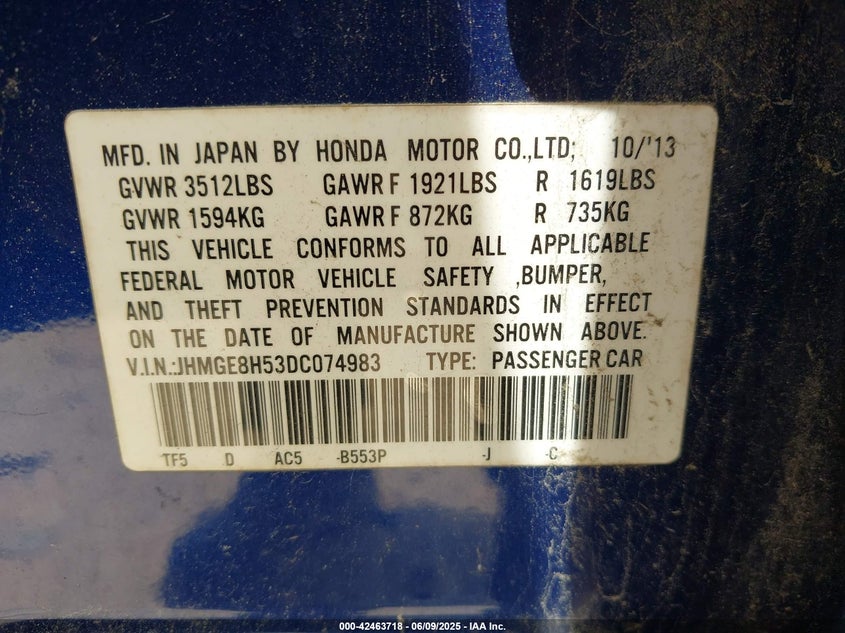 MFD. IN JAPAN BY HONDA MOTOR CO.,LTD; 10/'13
GVWR 3512LBS GAWR F 1921LBS R 1619LBS
GVWR 1594KG GAWR F 872KG R 735KG
THIS VEHICLE CONFORMS TO ALL APPLICABLE
FEDERAL MOTOR VEHICLE SAFETY ,BUMPER,
AND THEFT PREVENTION STANDARDS IN EFFECT
ON THE DATE OF MANUFACTURE SHOWN ABOVE.
V.I.N.:JHMGE8H53DC074983 TYPE: PASSENGER CAR
TF5 D AC5 -B553P -J -C
000-42463718 - 06/09/2025 - IAA Inc.